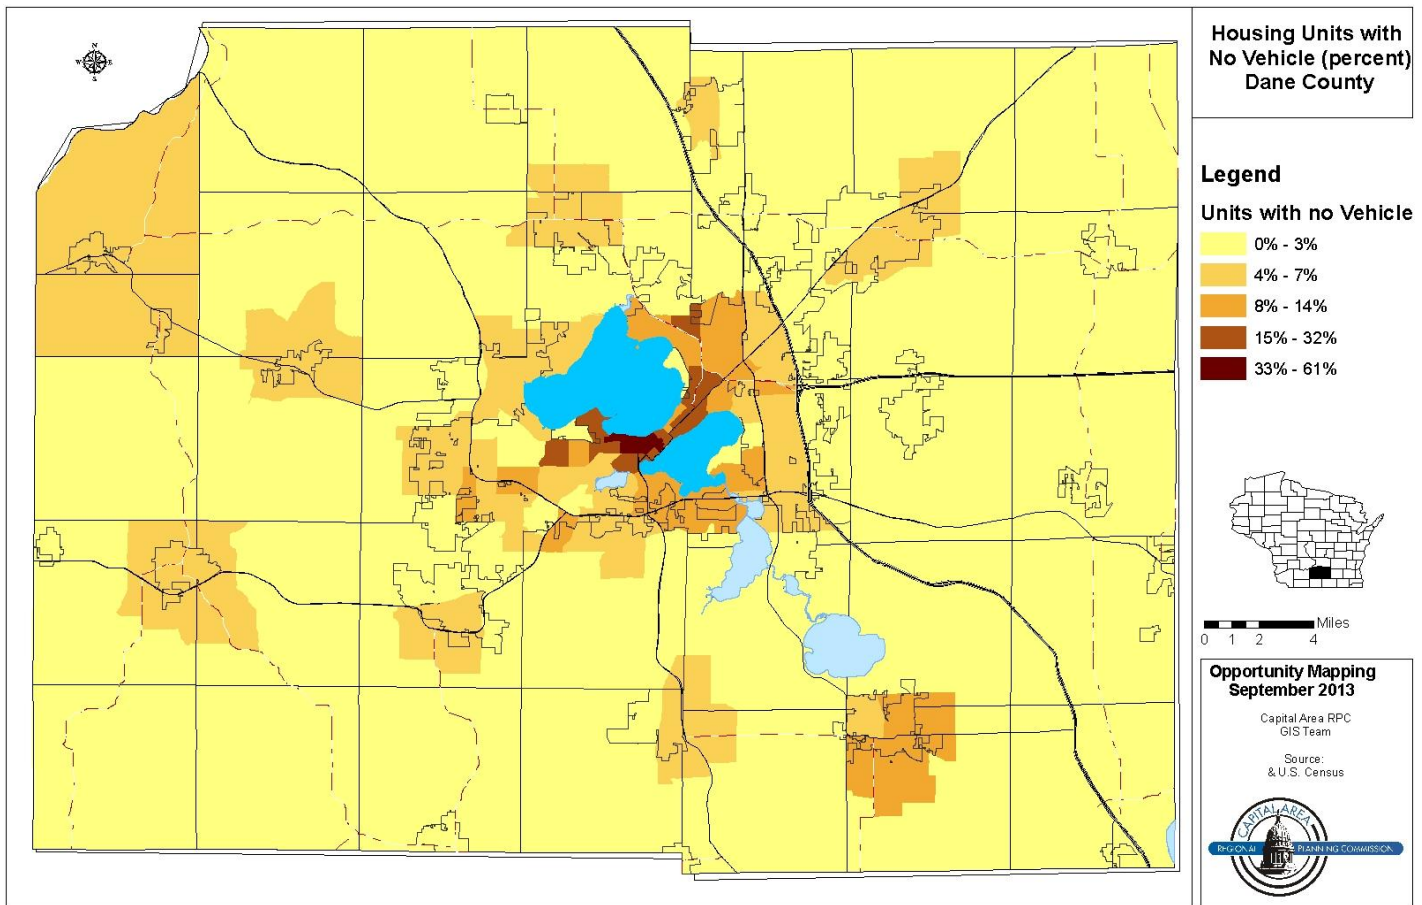 Housing Units with
No Vehicle (percent)
Dane County
N
W
E
S
Legend
Units with no Vehicle
0% - 3%
4% - 7%
8% - 14%
15% - 32%
33% - 61%
Miles
0 1 2 4
Opportunity Mapping
September 2013
Capital Area RPC
GIS Team
Source:
& U.S. Census
CAPITAL AREA
REGIONAL PLANNING COMMISSION